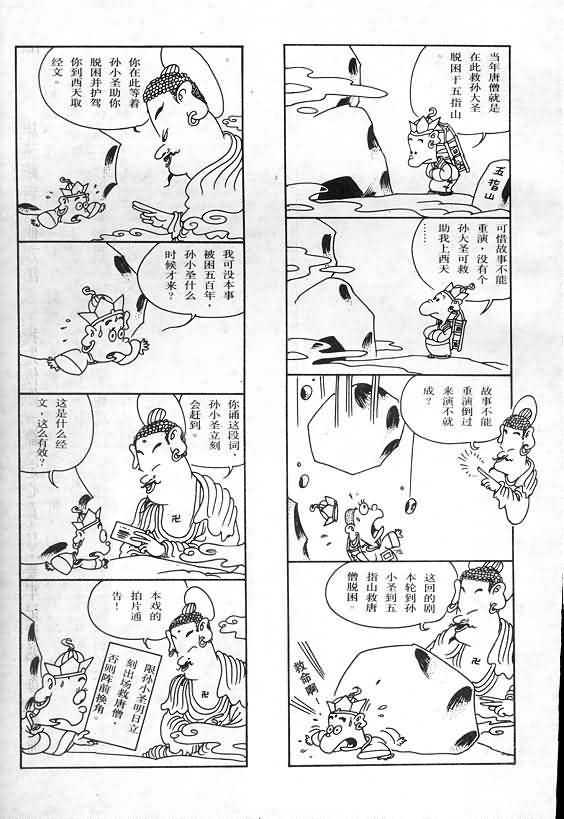 当年唐僧就是
在此救孙大圣
脱困于五指山
五指山
可惜故事不能
重演，没有个
孙大圣可救
助我上西天
……
故事不能
重演倒过
来演不就
成？
这回的剧
本轮到孙
小圣到五
指山救唐
僧脱困。
救命啊！
你在此等着
孙小圣助你
脱困并护驾
你到西天取
经文。
我可没本事
被困五百年，
孙小圣什么
时候才来？
你诵这段词，
孙小圣立刻
会赶到。
卍
这是什么经
文，这么有效？
本戏的
拍片通
告！
限孙小圣明日立
刻出场救唐僧，
否则阵前换角。
卍